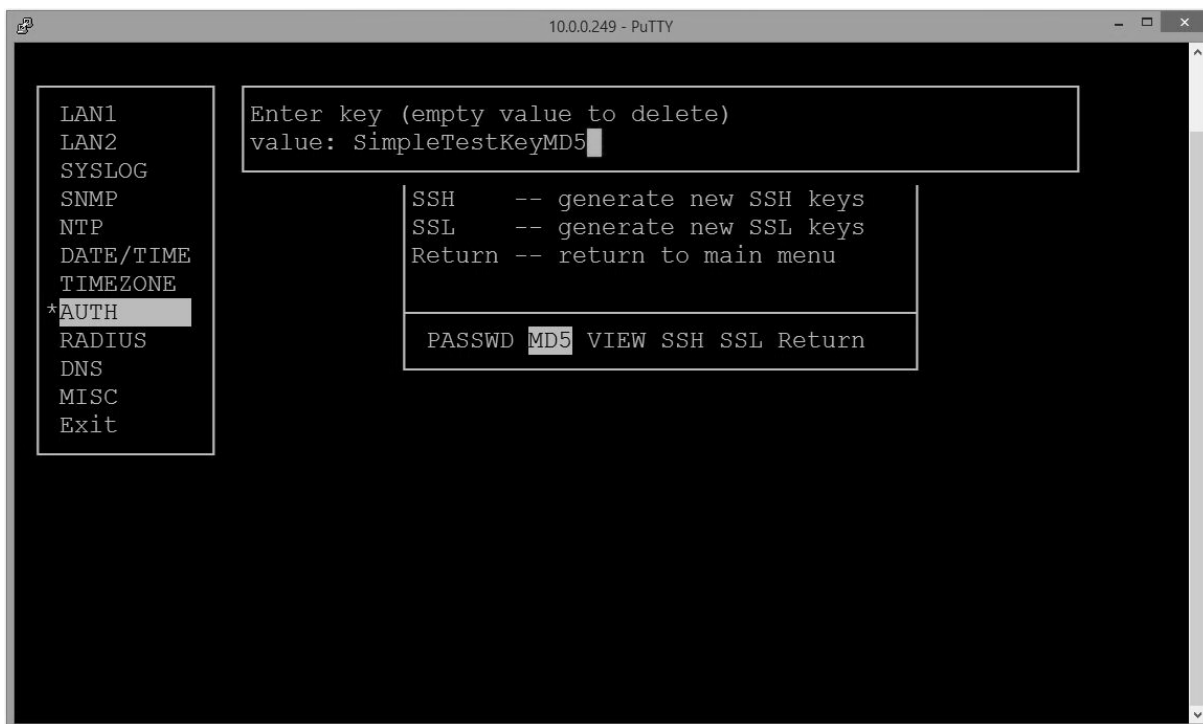 10.0.0.249 - PuTTY
LAN1
LAN2
SYSLOG
SNMP
NTP
DATE/TIME
TIMEZONE
*AUTH
RADIUS
DNS
MISC
Exit
Enter key (empty value to delete)
value: SimpleTestKeyMD5
SSH -- generate new SSH keys
SSL -- generate new SSL keys
Return -- return to main menu
PASSWD MD5 VIEW SSH SSL Return